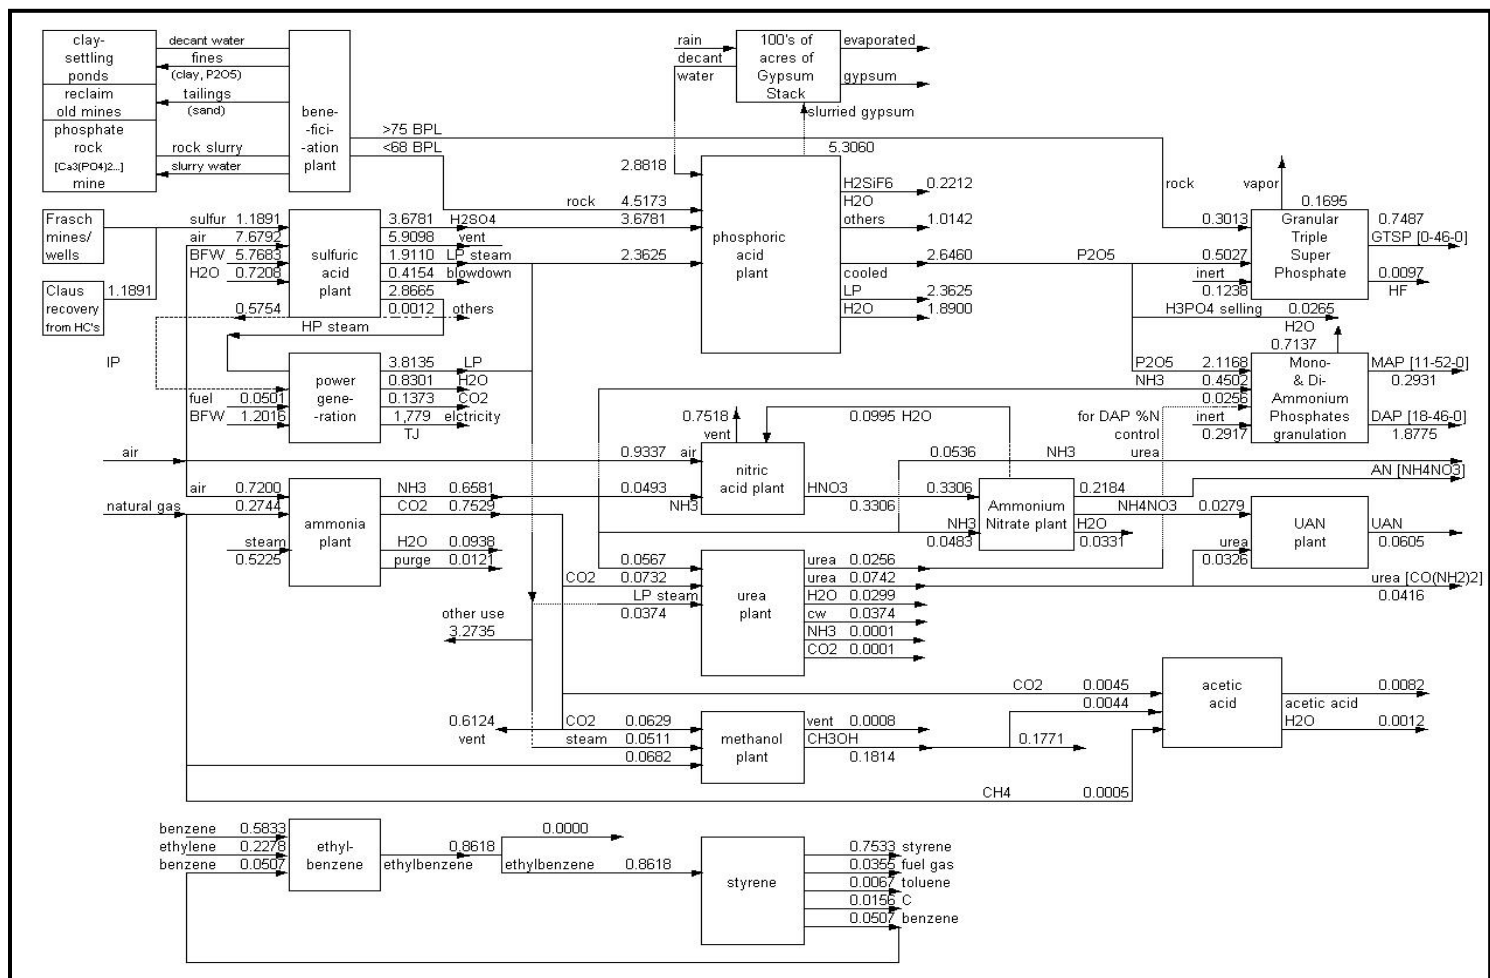 clay-
settling
ponds
reclaim
old mines
phosphate
rock
[Ca3(PO4)2...]
mine
decant water
fines
(clay, P2O5)
tailings
(sand)
rock slurry
slurry water
bene-
-fici-
-ation
plant
>75 BPL
<68 BPL
rain
decant
water
100's of
acres of
Gypsum
Stack
evaporated
gypsum
slurried gypsum
5.3060
2.8818
rock 4.5173
3.6781
2.3625
phosphoric
acid
plant
H2SiF6 0.2212
H2O
others 1.0142
2.6460 P2O5
cooled
LP 2.3625
H2O 1.8900
rock
vapor
0.1695
0.3013
0.5027
inert
0.1238
Granular
Triple
Super
Phosphate
0.7487
GTSP [0-46-0]
0.0097
HF
H3PO4 selling 0.0265
H2O
0.7137
Frasch
mines/
wells
Claus
recovery
from HC's
1.1891
sulfur 1.1891
air 7.6792
BFW 5.7683
H2O 0.7208
sulfuric
acid
plant
3.6781 H2SO4
5.9098 vent
1.9110 LP steam
0.4154 blowdown
2.8665
0.0012 others
0.5754
HP steam
IP
fuel 0.0501
BFW 1.2016
power
gene-
-ration
3.8135 LP
0.8301 H2O
0.1373 CO2
1,779 elctricity
TJ
P2O5 2.1168
NH3 0.4502
0.0256
inert
0.2917
for DAP %N
control
urea
Mono-
& Di-
Ammonium
Phosphates
granulation
MAP [11-52-0]
0.2931
DAP [18-46-0]
1.8775
air
natural gas
air 0.7200
0.2744
steam
0.5225
ammonia
plant
NH3 0.6581
CO2 0.7529
H2O 0.0938
purge 0.0121
0.7518
vent
0.0995 H2O
0.9337 air
0.0493
NH3
nitric
acid plant
HNO3 0.3306
0.3306
0.0536 NH3
NH3
0.0483
Ammonium
Nitrate plant
0.2184
AN [NH4NO3]
NH4NO3 0.0279
H2O
0.0331
urea
0.0326
UAN
plant
UAN
0.0605
urea [CO(NH2)2]
0.0416
0.0567
CO2 0.0732
LP steam
0.0374
urea
plant
urea 0.0256
urea 0.0742
H2O 0.0299
cw 0.0374
NH3 0.0001
CO2 0.0001
other use
3.2735
CO2 0.0045
0.0044
acetic
acid
0.0082
acetic acid
H2O 0.0012
0.6124
vent
CO2 0.0629
steam 0.0511
0.0682
methanol
plant
vent 0.0008
CH3OH
0.1814
0.1771
CH4 0.0005
benzene 0.5833
ethylene 0.2278
benzene 0.0507
ethyl-
benzene
0.8618
ethylbenzene
0.0000
ethylbenzene 0.8618
styrene
0.7533 styrene
0.0355 fuel gas
0.0067 toluene
0.0156 C
0.0507 benzene